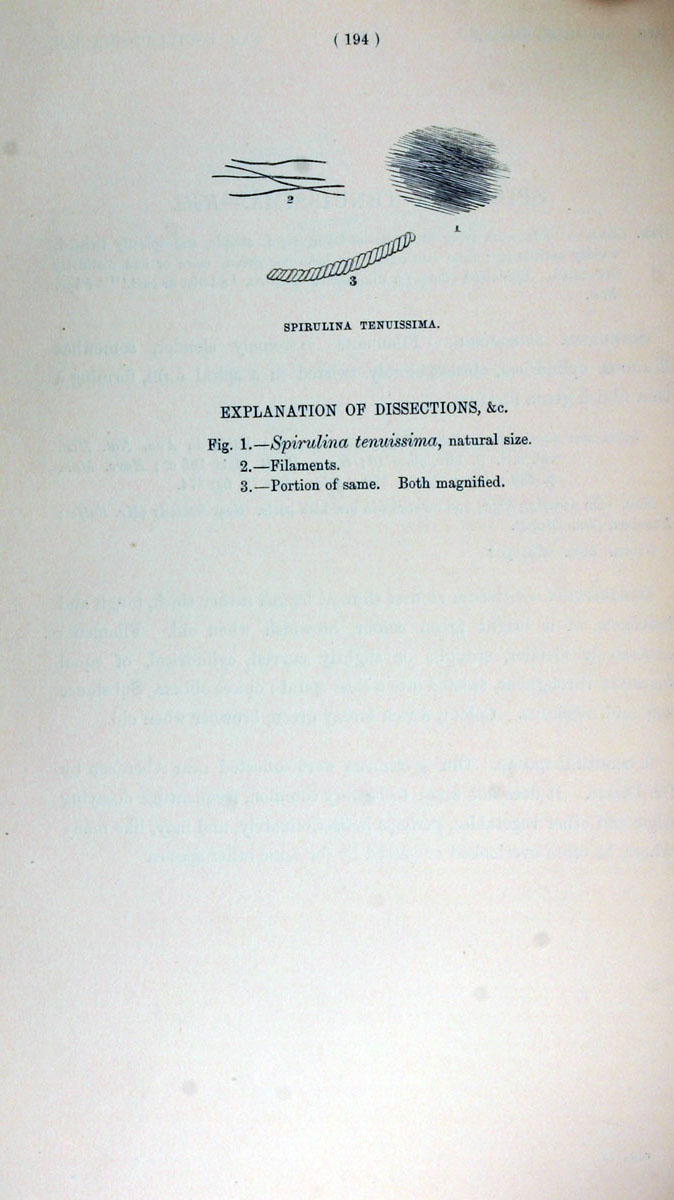 ( 194 )
2
1
3
SPIRULINA TENUISSIMA.
EXPLANATION OF DISSECTIONS, &c.
Fig. 1.—Spirulina tenuissima, natural size.
2.—Filaments.
3.—Portion of same. Both magnified.